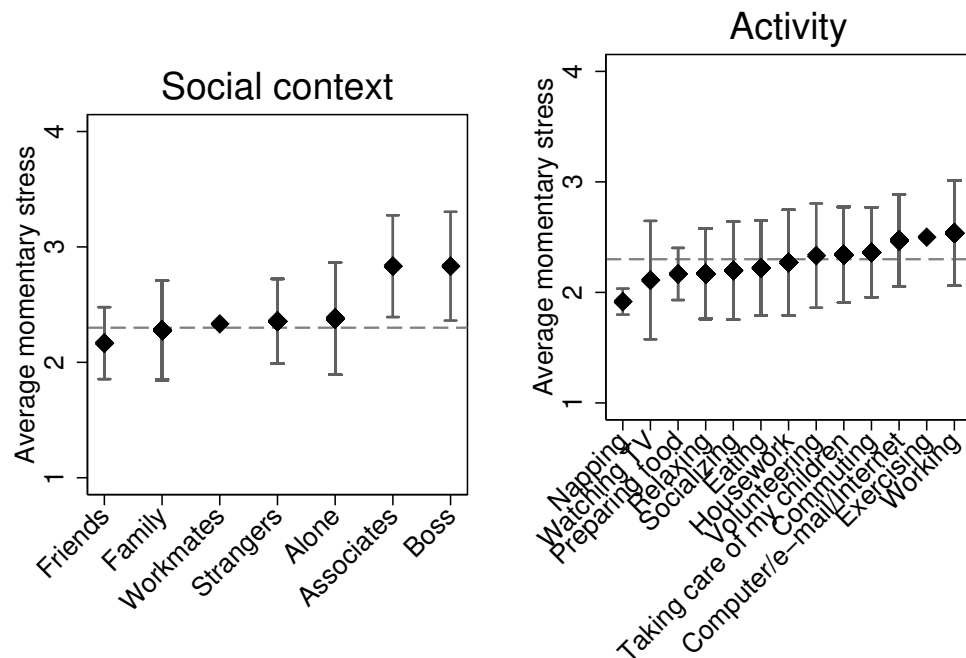 Social context
Average momentary stress
4
3
2
1
Friends
Family
Workmates
Strangers
Alone
Associates
Boss
Activity
Average momentary stress
4
3
2
1
Napping
Watching TV
Preparing food
Relaxing
Socializing
Eating
Housework
Volunteering
Taking care of my children
Commuting
Computer/e−mail/Internet
Exercising
Working